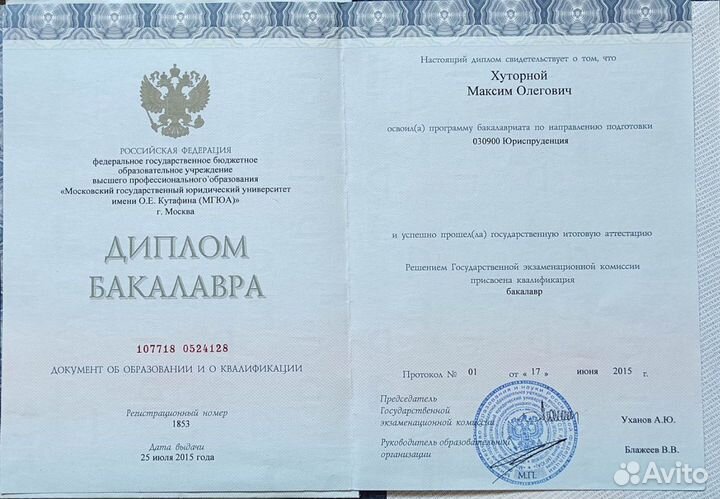 РОССИЙСКАЯ ФЕДЕРАЦИЯ
федеральное государственное бюджетное
образовательное учреждение
высшего профессионального образования
«Московский государственный юридический университет
имени О.Е. Кутафина (МГЮА)»
г. Москва
ДИПЛОМ
БАКАЛАВРА
107718 0524128
ДОКУМЕНТ ОБ ОБРАЗОВАНИИ И О КВАЛИФИКАЦИИ
Регистрационный номер
1853
Дата выдачи
25 июля 2015 года
Настоящий диплом свидетельствует о том, что
Хуторной
Максим Олегович
освоил(а) программу бакалавриата по направлению подготовки
030900 Юриспруденция
и успешно прошел(ла) государственную итоговую аттестацию
Решением Государственной экзаменационной комиссии
присвоена квалификация
бакалавр
Протокол № 01 от « 17 » июня 2015 г.
Председатель
Государственной
экзаменационной комиссии
Уханов А.Ю.
Руководитель образовательной
организации
Блажеев В.В.
М.П.
Avito